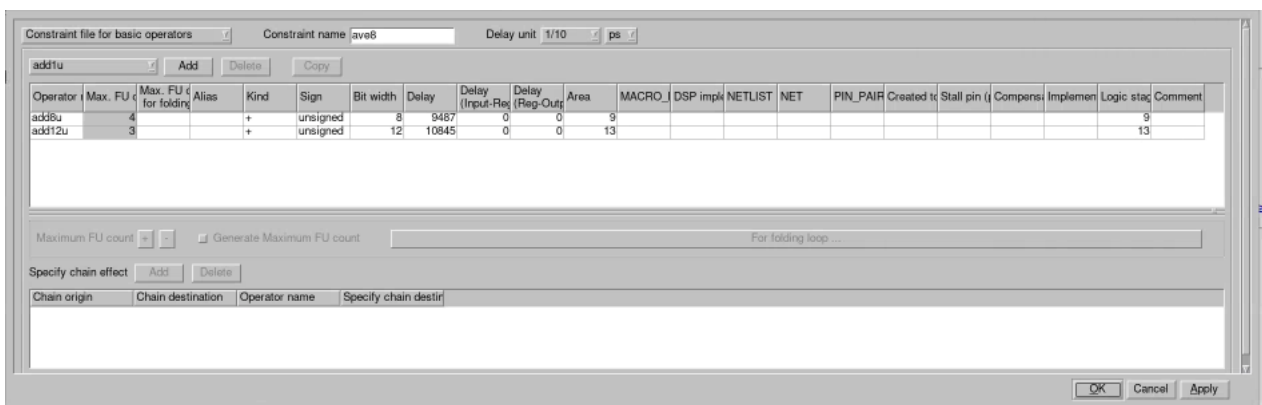 Constraint file for basic operators Constraint name ave8 Delay unit 1/10 ps
add1u Add Delete Copy
Operator Max. FU Max. FU Alias Kind Sign Bit width Delay Delay Delay Area MACRO_ DSP imple NETLIST NET PIN_PAIR Created to Stall pin ( Compens Implemen Logic stag Comment
for folding (Input-Reg (Reg-Outp
add8u 4 + unsigned 8 9487 0 0 9 9
add12u 3 + unsigned 12 10845 0 0 13 13
Maximum FU count + - Generate Maximum FU count For folding loop ...
Specify chain effect Add Delete
Chain origin Chain destination Operator name Specify chain destin
OK Cancel Apply